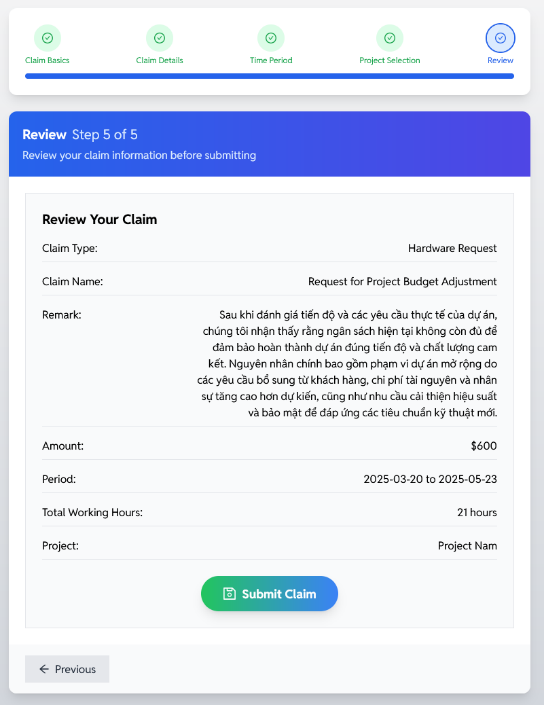 Claim Basics
Claim Details
Time Period
Project Selection
Review
Review Step 5 of 5
Review your claim information before submitting
Review Your Claim
Claim Type: Hardware Request
Claim Name: Request for Project Budget Adjustment
Remark: Sau khi đánh giá tiến độ và các yêu cầu thực tế của dự án,
chúng tôi nhận thấy rằng ngân sách hiện tại không còn đủ để
đảm bảo hoàn thành dự án đúng tiến độ và chất lượng cam
kết. Nguyên nhân chính bao gồm phạm vi dự án mở rộng do
các yêu cầu bổ sung từ khách hàng, chi phí tài nguyên và nhân
sự tăng cao hơn dự kiến, cũng như nhu cầu cải thiện hiệu suất
và bảo mật để đáp ứng các tiêu chuẩn kỹ thuật mới.
Amount: $600
Period: 2025-03-20 to 2025-05-23
Total Working Hours: 21 hours
Project: Project Nam
Submit Claim
Previous